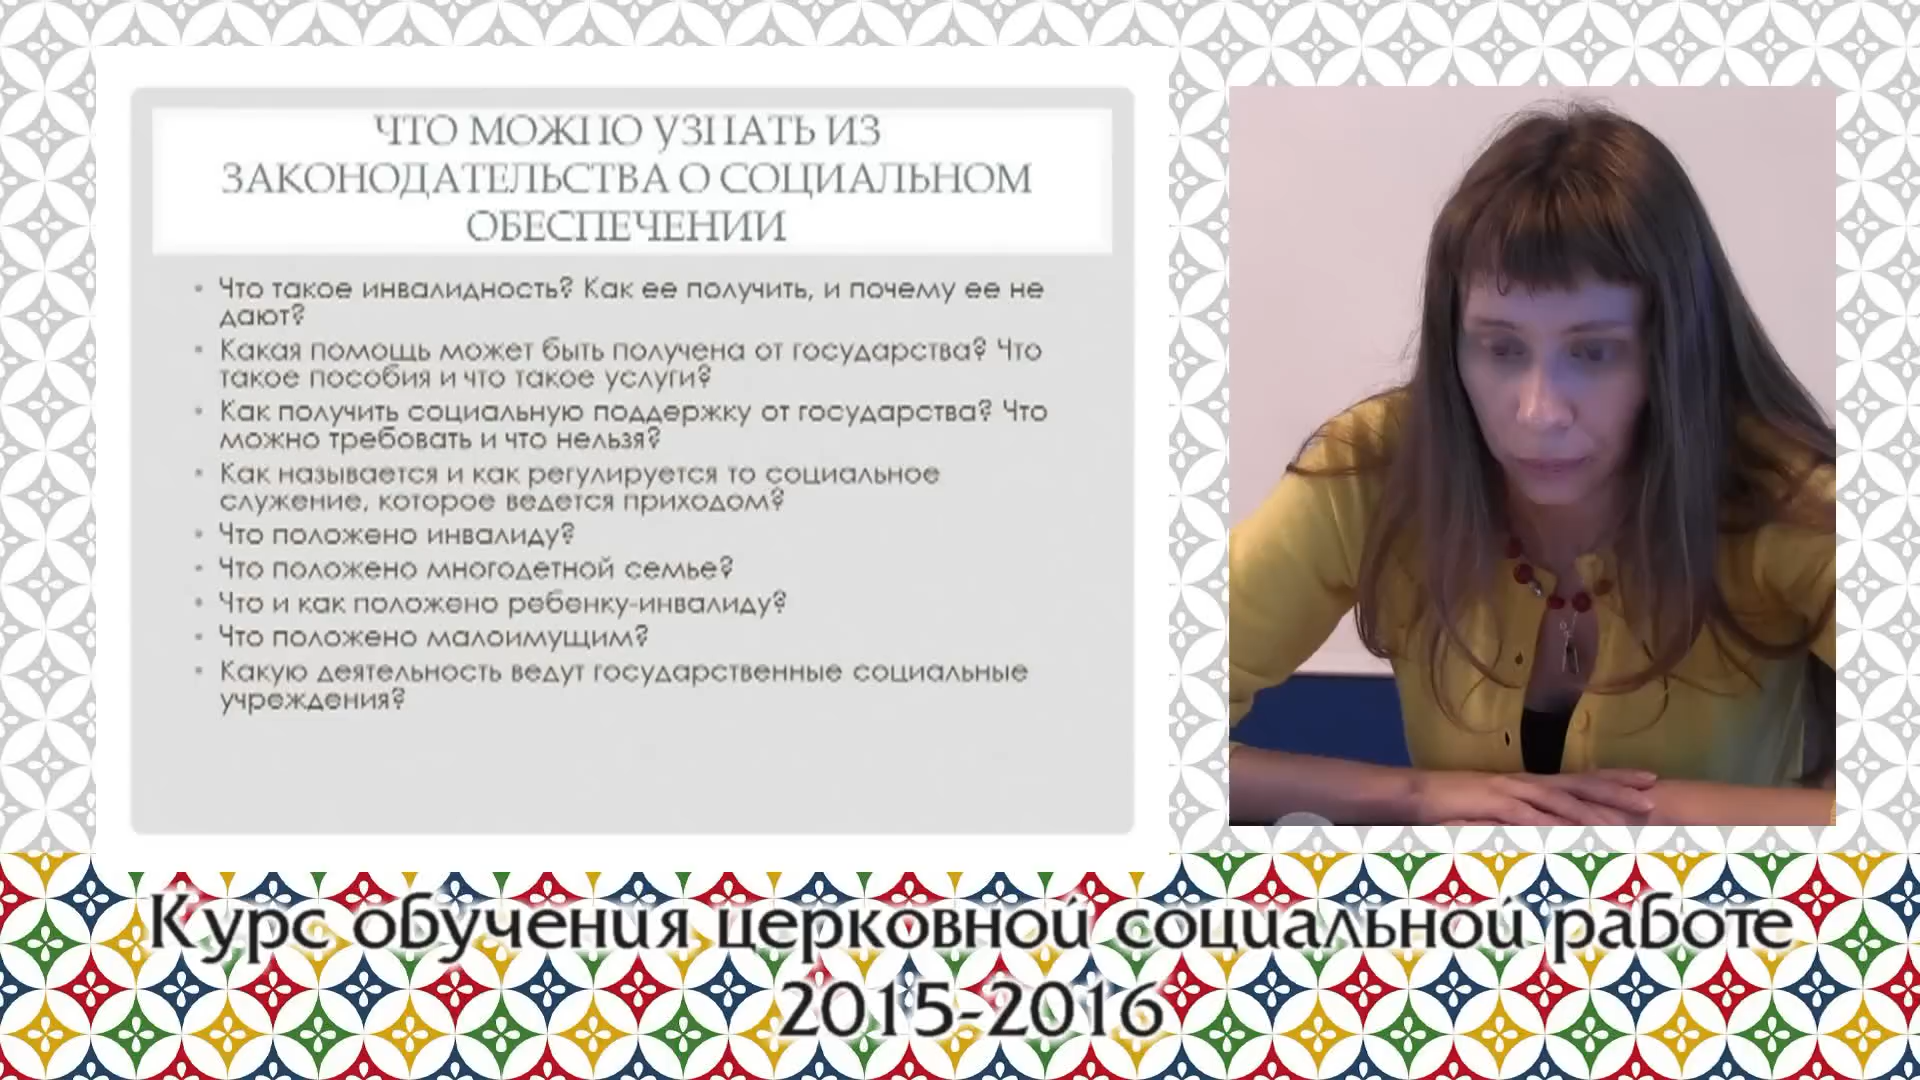 ЧТО МОЖНО УЗНАТЬ ИЗ
ЗАКОНОДАТЕЛЬСТВА О СОЦИАЛЬНОМ
ОБЕСПЕЧЕНИИ
• Что такое инвалидность? Как ее получить, и почему ее не
дают?
• Какая помощь может быть получена от государства? Что
такое пособия и что такое услуги?
• Как получить социальную поддержку от государства? Что
можно требовать и что нельзя?
• Как называется и как регулируется то социальное
служение, которое ведется приходом?
• Что положено инвалиду?
• Что положено многодетной семье?
• Что и как положено ребенку-инвалиду?
• Что положено малоимущим?
• Какую деятельность ведут государственные социальные
учреждения?
Курс обучения церковной социальной работе
2015-2016